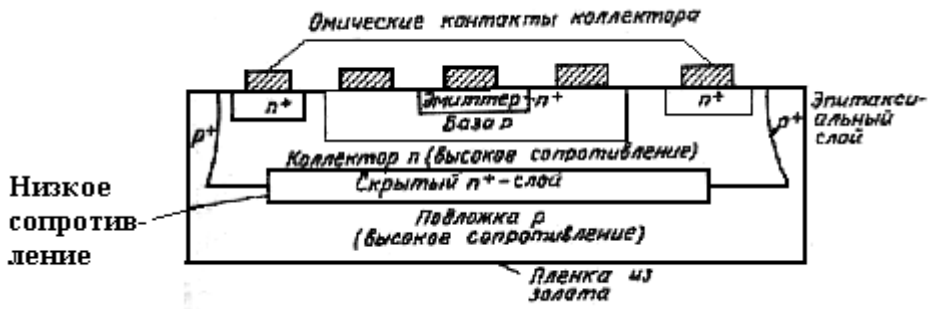 Омические контакты коллектора
n⁺
Эмиттер-n⁺
n⁺
База р
p⁺
p⁺
Эпитакси-
альный
слой
Коллектор n (высокое сопротивление)
Скрытый n⁺-слой
Низкое
сопротив-
ление
Подложка р
(высокое сопротивление)
Пленка из
золата